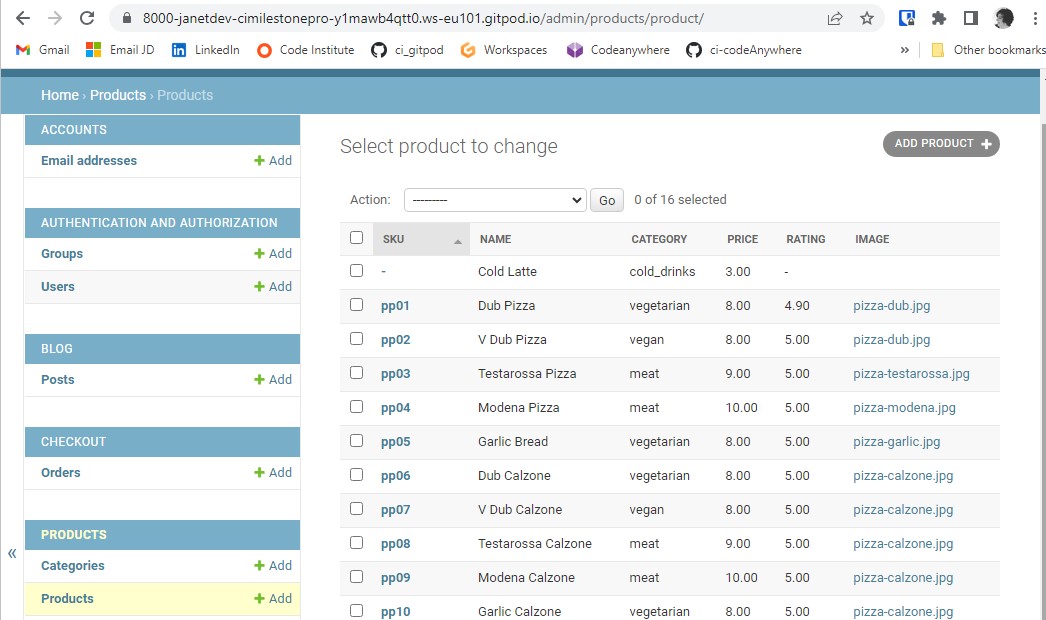 8000-janetdev-cimilestonepro-y1mawb4qtt0.ws-eu101.gitpod.io/admin/products/product/
Gmail Email JD LinkedIn Code Institute ci_gitpod Workspaces Codeanywhere ci-codeAnywhere » Other bookmarks
Home › Products › Products
ACCOUNTS
Email addresses + Add
AUTHENTICATION AND AUTHORIZATION
Groups + Add
Users + Add
BLOG
Posts + Add
CHECKOUT
Orders + Add
PRODUCTS
Categories + Add
Products + Add
«
Select product to change
ADD PRODUCT +
Action: --------- Go 0 of 16 selected
SKU NAME CATEGORY PRICE RATING IMAGE
- Cold Latte cold_drinks 3.00 -
pp01 Dub Pizza vegetarian 8.00 4.90 pizza-dub.jpg
pp02 V Dub Pizza vegan 8.00 5.00 pizza-dub.jpg
pp03 Testarossa Pizza meat 9.00 5.00 pizza-testarossa.jpg
pp04 Modena Pizza meat 10.00 5.00 pizza-modena.jpg
pp05 Garlic Bread vegetarian 8.00 5.00 pizza-garlic.jpg
pp06 Dub Calzone vegetarian 8.00 5.00 pizza-calzone.jpg
pp07 V Dub Calzone vegan 8.00 5.00 pizza-calzone.jpg
pp08 Testarossa Calzone meat 9.00 5.00 pizza-calzone.jpg
pp09 Modena Calzone meat 10.00 5.00 pizza-calzone.jpg
pp10 Garlic Calzone vegetarian 8.00 5.00 pizza-calzone.jpg